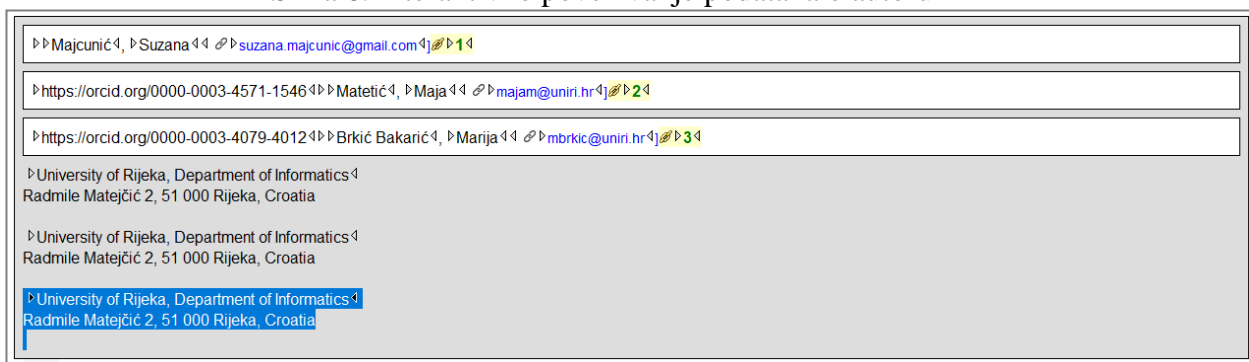 Majcunić, Suzana suzana.majcunic@gmail.com]1
https://orcid.org/0000-0003-4571-1546 Matetić, Maja majam@uniri.hr]2
https://orcid.org/0000-0003-4079-4012 Brkić Bakarić, Marija mbrkic@uniri.hr]3
University of Rijeka, Department of Informatics
Radmile Matejčić 2, 51 000 Rijeka, Croatia
University of Rijeka, Department of Informatics
Radmile Matejčić 2, 51 000 Rijeka, Croatia
University of Rijeka, Department of Informatics
Radmile Matejčić 2, 51 000 Rijeka, Croatia